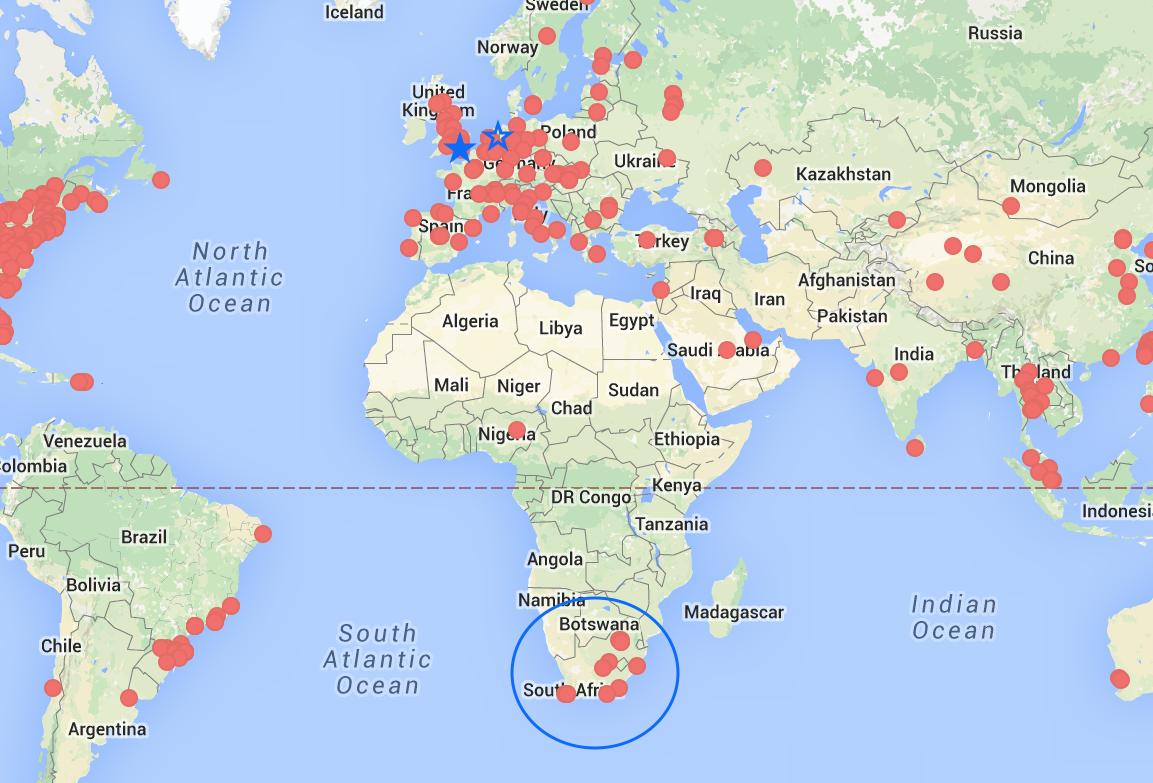 Iceland
Sweden
Norway
Russia
United
Kingdom
Poland
Germany
Ukraine
Kazakhstan
Mongolia
France
Italy
Spain
Turkey
China
North
Atlantic
Ocean
Afghanistan
Iraq
Iran
Pakistan
Algeria
Libya
Egypt
Saudi Arabia
India
Thailand
Mali
Niger
Sudan
Chad
Nigeria
Ethiopia
Venezuela
Colombia
Kenya
DR Congo
Indonesi
Tanzania
Brazil
Peru
Angola
Bolivia
Namibia
Madagascar
Indian
Ocean
Botswana
South
Atlantic
Ocean
Chile
South Africa
Argentina